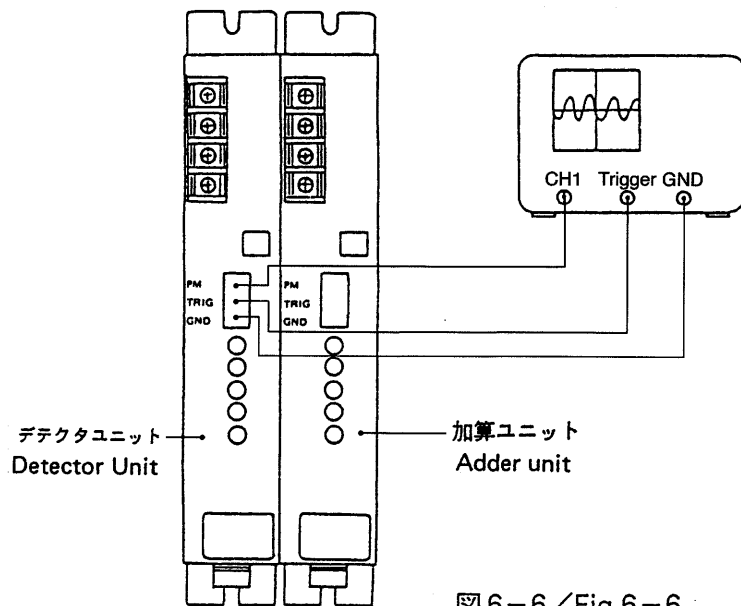 CH1 Trigger GND
PM
TRIG
GND
PM
TRIG
GND
デテクタユニット
Detector Unit
加算ユニット
Adder unit
図6-6/Fig.6-6